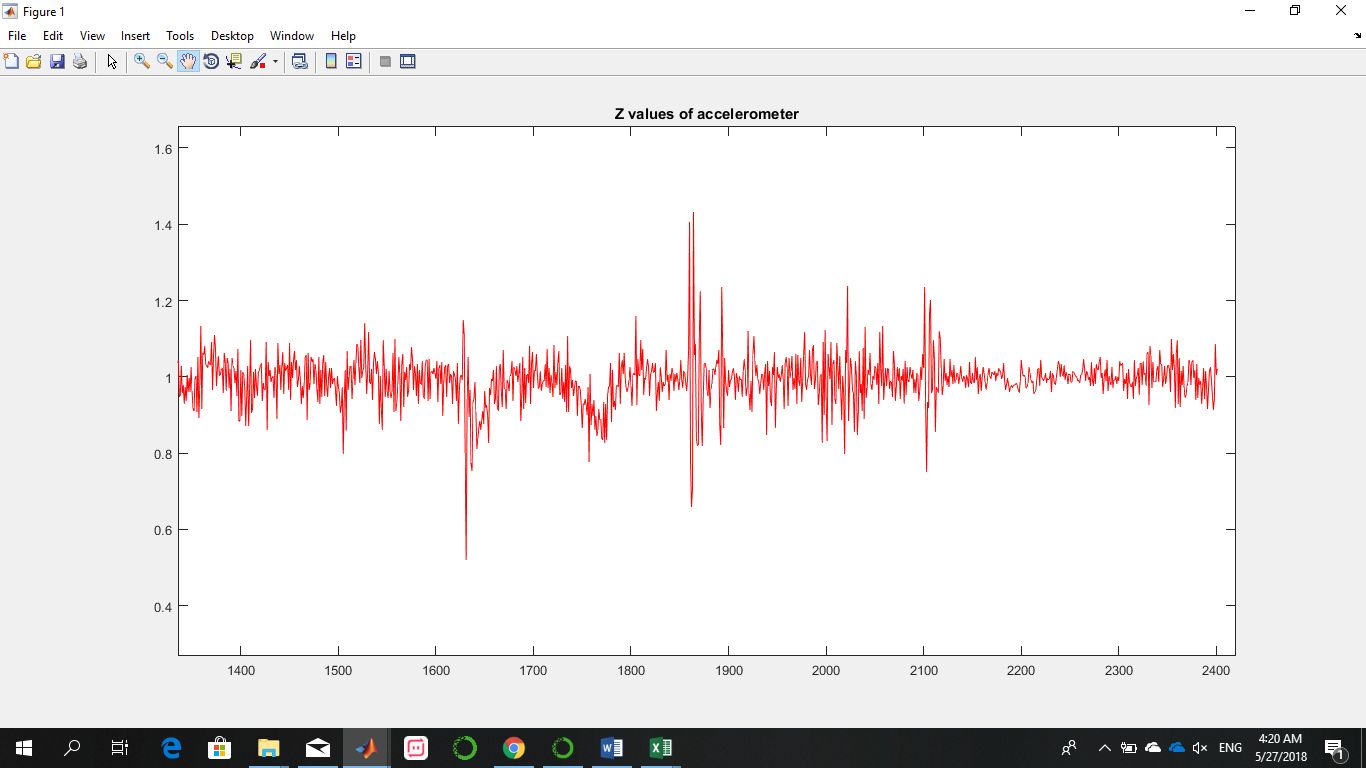 Figure 1
File Edit View Insert Tools Desktop Window Help
Z values of accelerometer
1.6
1.4
1.2
1
0.8
0.6
0.4
1400 1500 1600 1700 1800 1900 2000 2100 2200 2300 2400
ENG
4:20 AM
5/27/2018
1